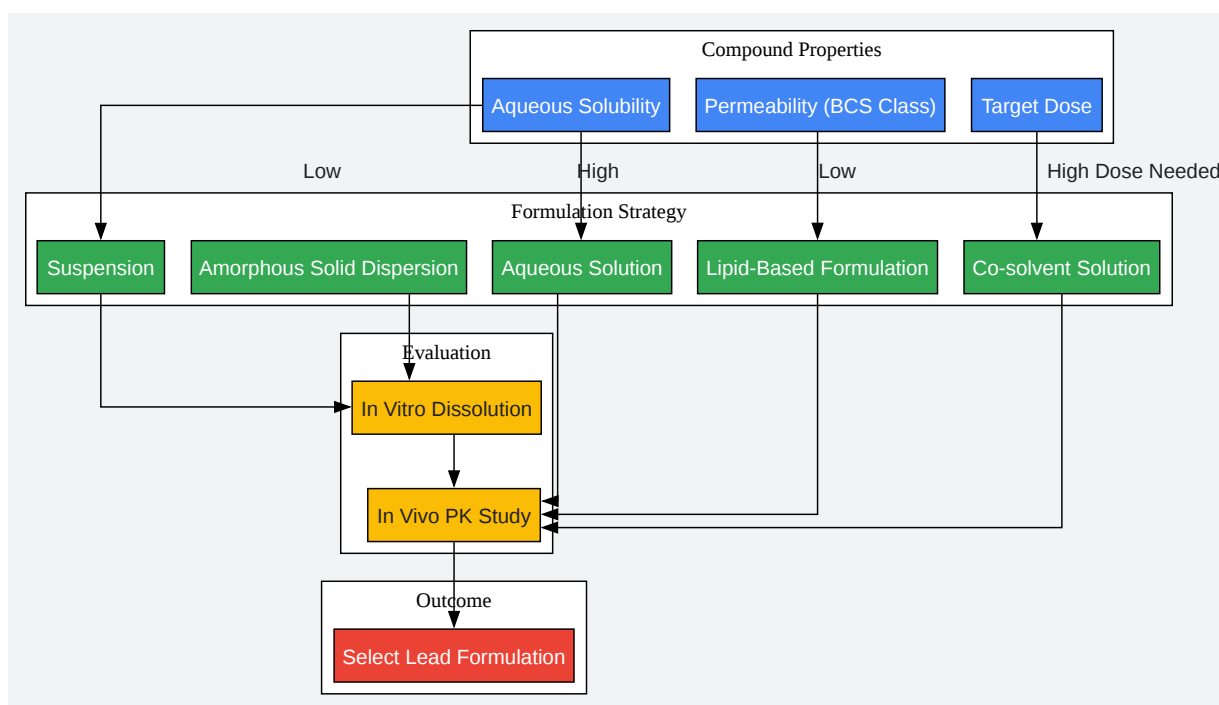 Compound Properties
Aqueous Solubility
Permeability (BCS Class)
Target Dose
Low
High
Low
High Dose Needed
Formulation Strategy
Suspension
Amorphous Solid Dispersion
Aqueous Solution
Lipid-Based Formulation
Co-solvent Solution
Evaluation
In Vitro Dissolution
In Vivo PK Study
Outcome
Select Lead Formulation